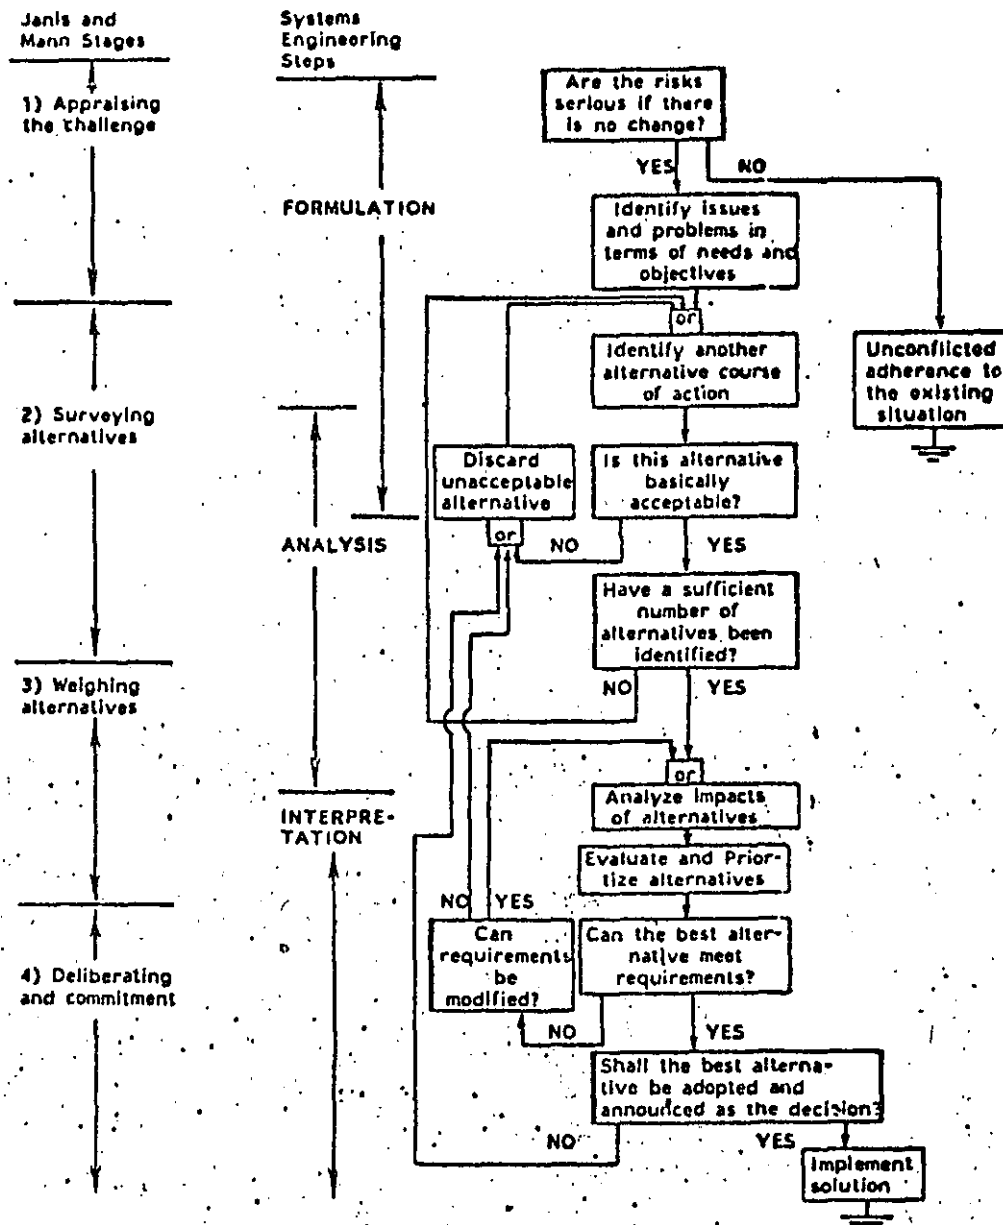 Janis and
Mann Stages
1) Appraising
the challenge
2) Surveying
alternatives
3) Weighing
alternatives
4) Deliberating
and commitment
Systems
Engineering
Steps
FORMULATION
ANALYSIS
INTERPRE-
TATION
Are the risks
serious if there
is no change?
YES
NO
Identify issues
and problems in
terms of needs and
objectives
or
Identify another
alternative course
of action
Unconflicted
adherence to
the existing
situation
Discard
unacceptable
alternative
or
Is this alternative
basically
acceptable?
NO
YES
Have a sufficient
number of
alternatives been
identified?
NO
YES
or
Analyze impacts
of alternatives
Evaluate and Prior-
itize alternatives
NO
YES
Can
requirements
be
modified?
Can the best alter-
native meet
requirements?
NO
YES
Shall the best alterna-
tive be adopted and
announced as the decision?
NO
YES
Implement
solution